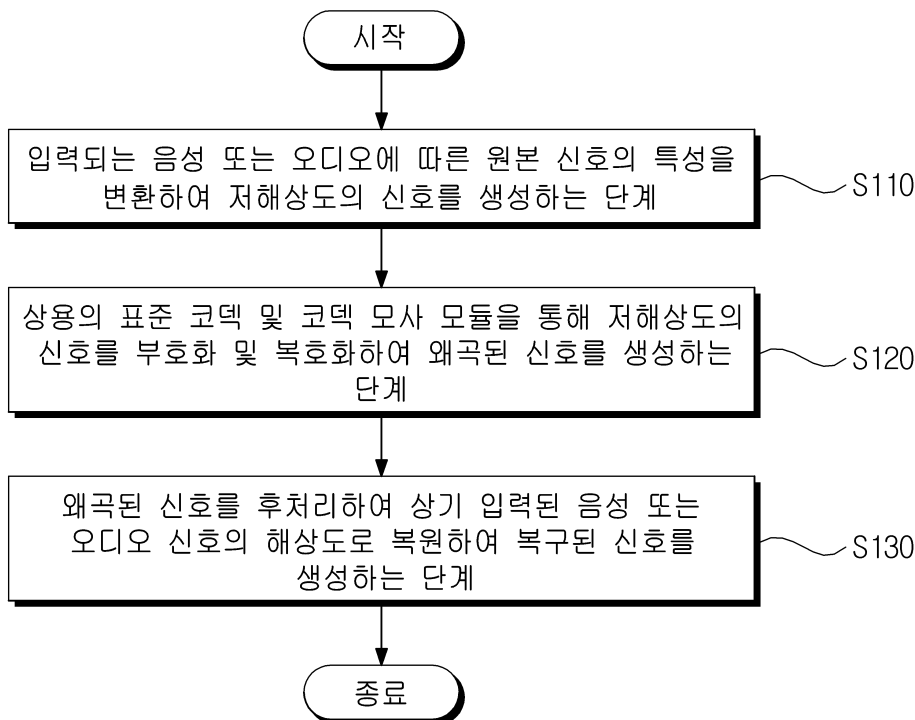 시작
입력되는 음성 또는 오디오에 따른 원본 신호의 특성을
변환하여 저해상도의 신호를 생성하는 단계
S110
상용의 표준 코덱 및 코덱 모사 모듈을 통해 저해상도의
신호를 부호화 및 복호화하여 왜곡된 신호를 생성하는
단계
S120
왜곡된 신호를 후처리하여 상기 입력된 음성 또는
오디오 신호의 해상도로 복원하여 복구된 신호를
생성하는 단계
S130
종료